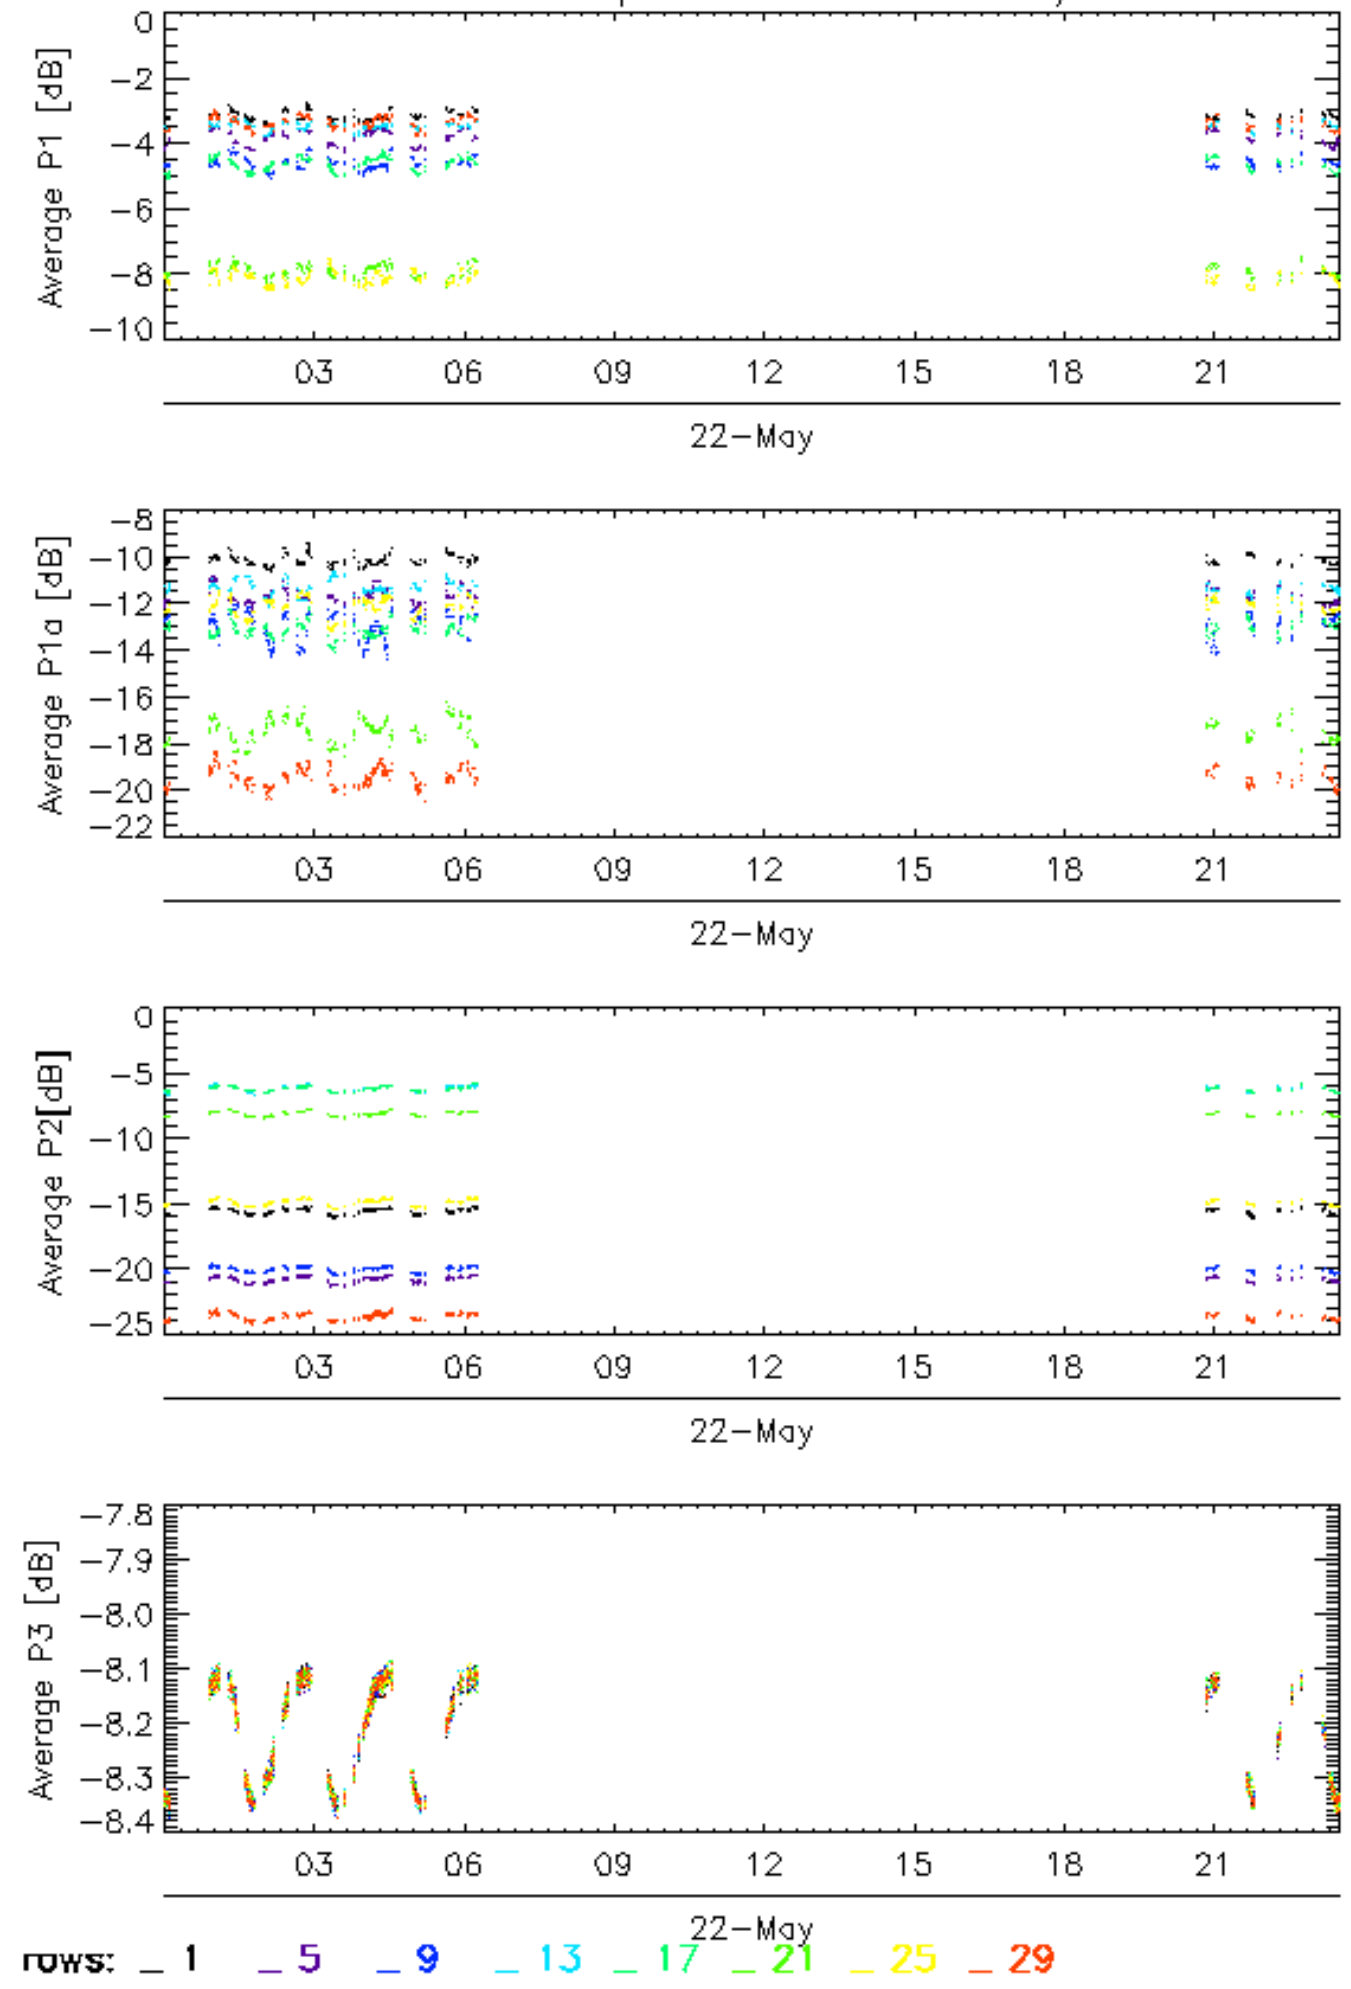 0
−2
−4
−6
−8
−10
Average P1 [dB]
03 06 09 12 15 18 21
22−May
−8
−10
−12
−14
−16
−18
−20
−22
Average P1a [dB]
03 06 09 12 15 18 21
22−May
0
−5
−10
−15
−20
−25
Average P2[dB]
03 06 09 12 15 18 21
22−May
−7.8
−7.9
−8.0
−8.1
−8.2
−8.3
−8.4
Average P3 [dB]
03 06 09 12 15 18 21
22−May
rows: _ 1 _ 5 _ 9 _ 13 _ 17 _ 21 _ 25 _ 29